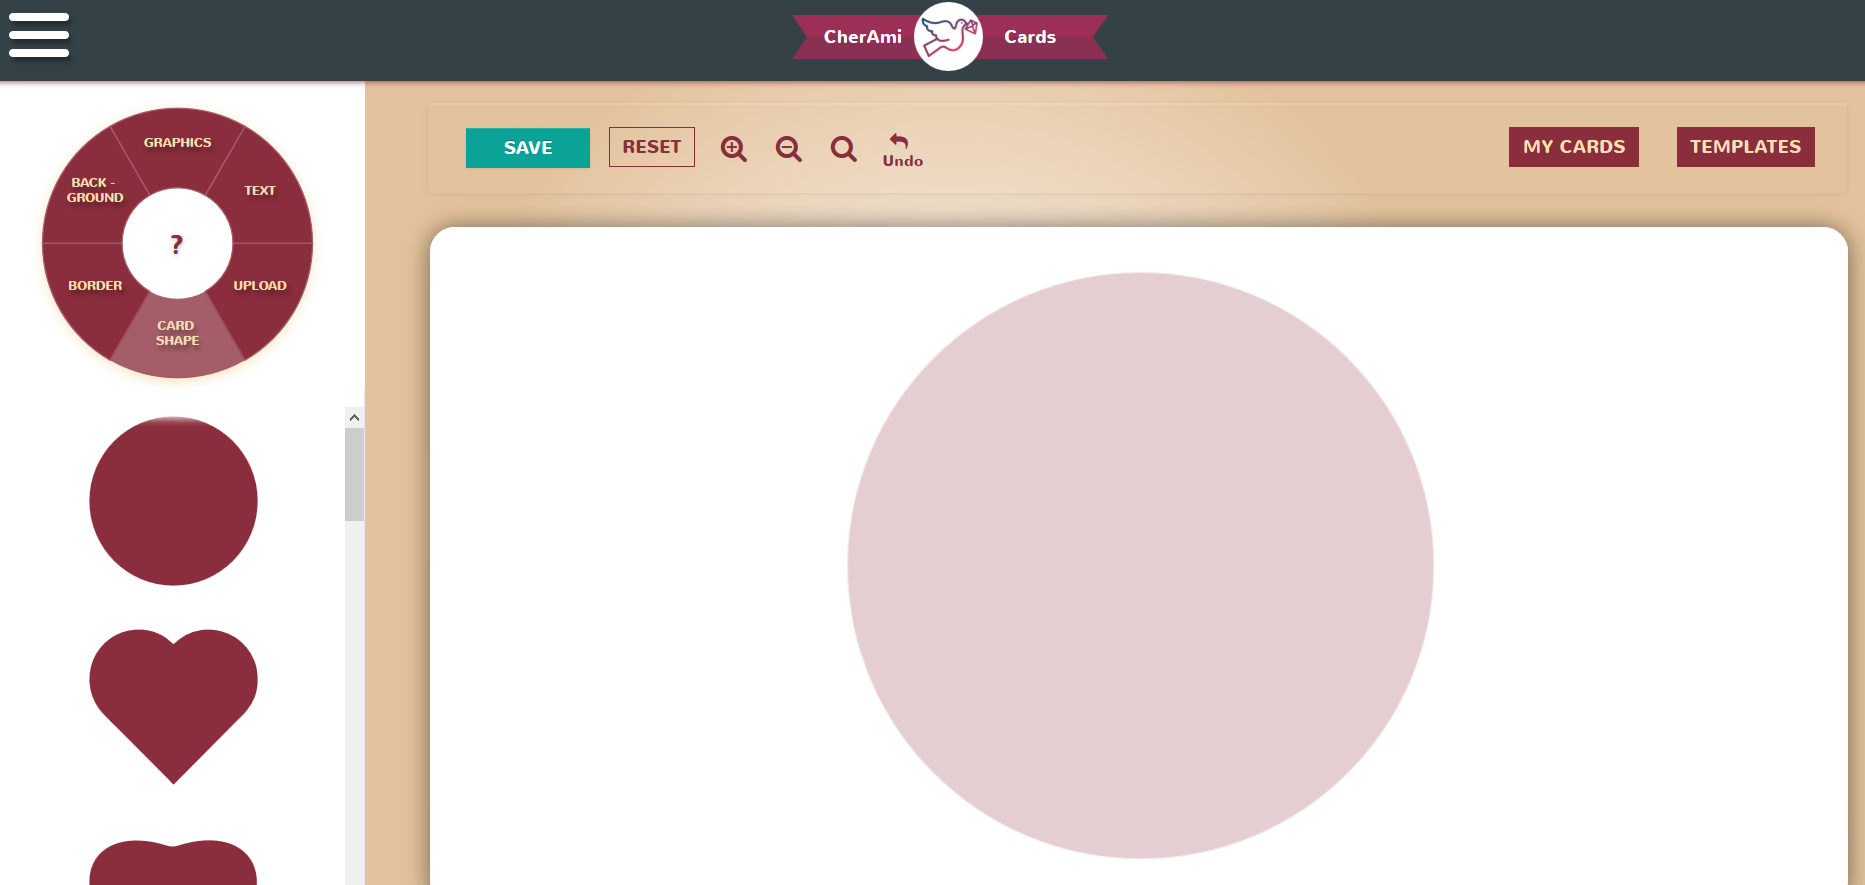 CherAmi Cards
GRAPHICS
BACK -
GROUND
TEXT
?
BORDER
UPLOAD
CARD
SHAPE
SAVE
RESET
Undo
MY CARDS
TEMPLATES